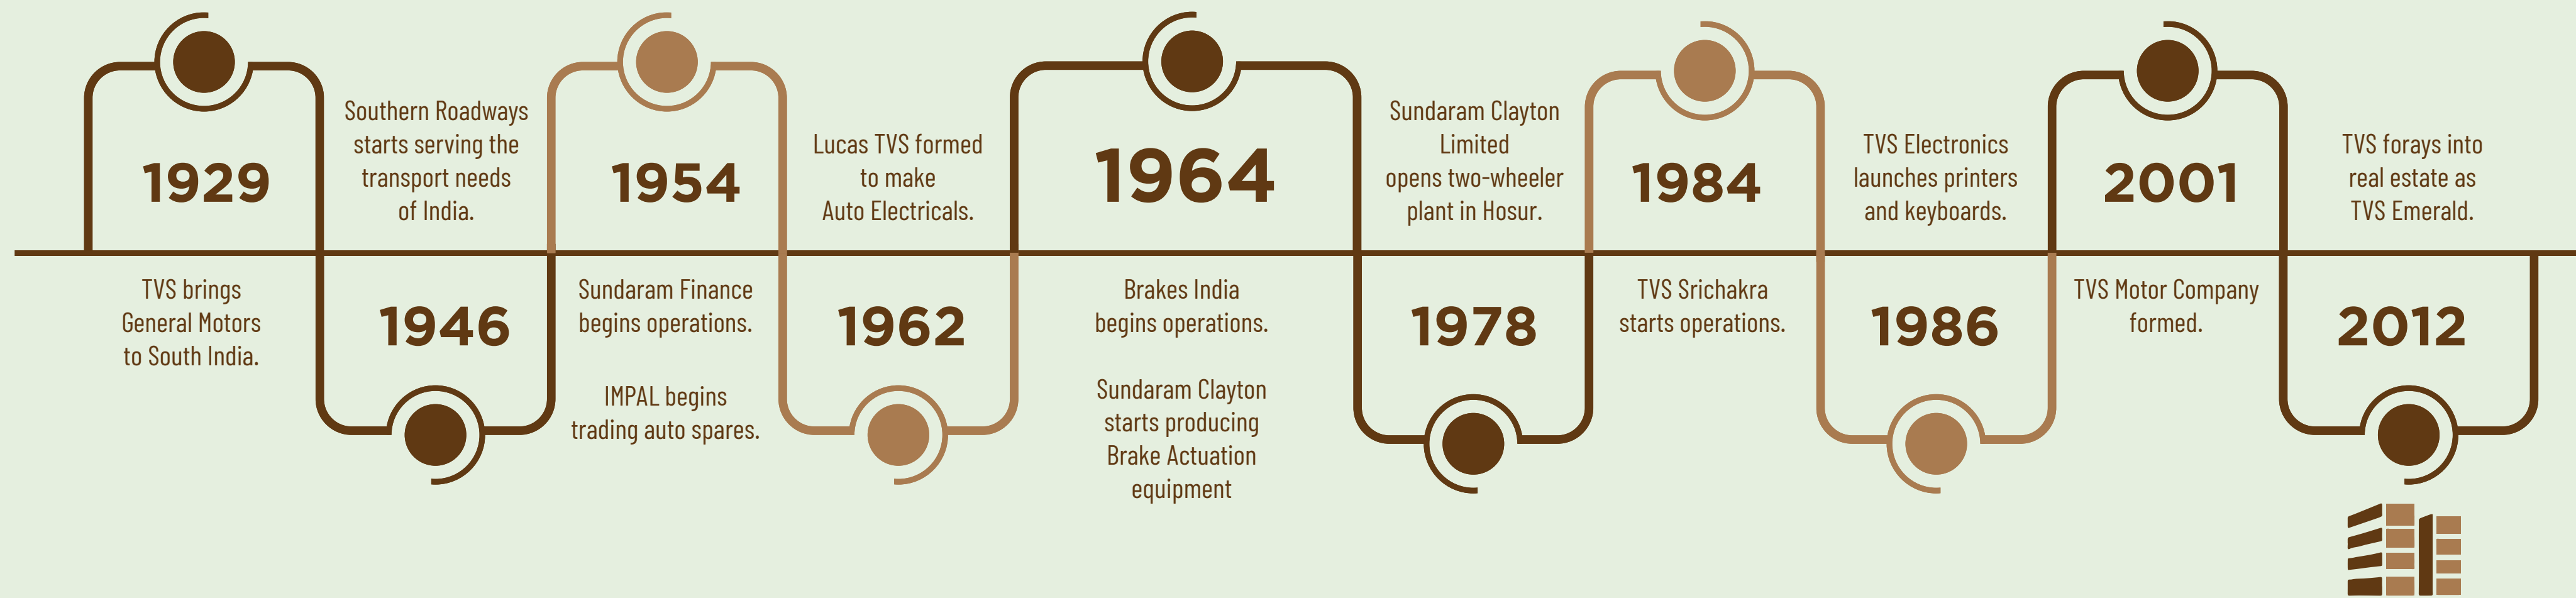 1929
TVS brings
General Motors
to South India.
Southern Roadways
starts serving the
transport needs
of India.
1946
1954
Sundaram Finance
begins operations.
IMPAL begins
trading auto spares.
Lucas TVS formed
to make
Auto Electricals.
1962
1964
Brakes India
begins operations.
Sundaram Clayton
starts producing
Brake Actuation
equipment
Sundaram Clayton
Limited
opens two-wheeler
plant in Hosur.
1978
1984
TVS Srichakra
starts operations.
TVS Electronics
launches printers
and keyboards.
1986
2001
TVS Motor Company
formed.
TVS forays into
real estate as
TVS Emerald.
2012